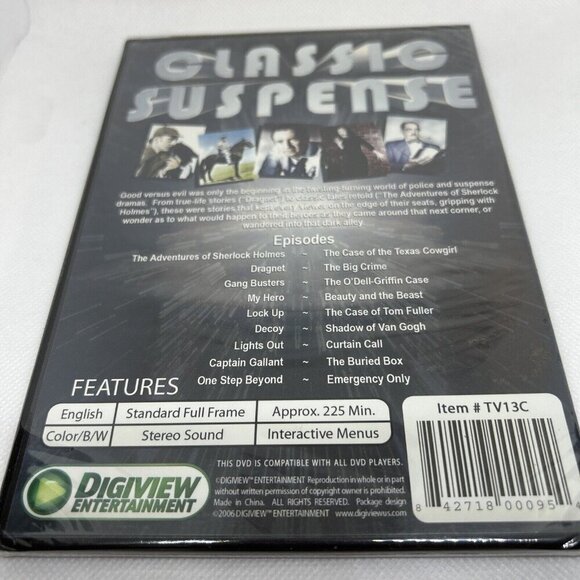 CLASSIC
SUSPENSE
Good versus evil was only the beginning in the two-fisted, turning world of police and suspense
dramas. From true-life stories ("Dragnet") to classic tales retold ("The Adventures of Sherlock
Holmes"), these were stories that kept viewers on the edge of their seats, gripping with
wonder as to what would happen to their heroes as they came around that next corner, or
wandered into that dark alley.
Episodes
The Adventures of Sherlock Holmes ~ The Case of the Texas Cowgirl
Dragnet ~ The Big Crime
Gang Busters ~ The O'Dell-Griffin Case
My Hero ~ Beauty and the Beast
Lock Up ~ The Case of Tom Fuller
Decoy ~ Shadow of Van Gogh
Lights Out ~ Curtain Call
Captain Gallant ~ The Buried Box
One Step Beyond ~ Emergency Only
FEATURES
English Standard Full Frame Approx. 225 Min.
Color/B/W Stereo Sound Interactive Menus
Item # TV13C
8 42718 00095 4
THIS DVD IS COMPATIBLE WITH ALL DVD PLAYERS.
©DIGIVIEW™ ENTERTAINMENT Reproduction in whole or in part
without written permission of copyright owner is prohibited.
Made in China. ALL RIGHTS RESERVED. Package design
©2006 DIGIVIEW™ ENTERTAINMENT www.digiviewus.com
DIGIVIEW
ENTERTAINMENT